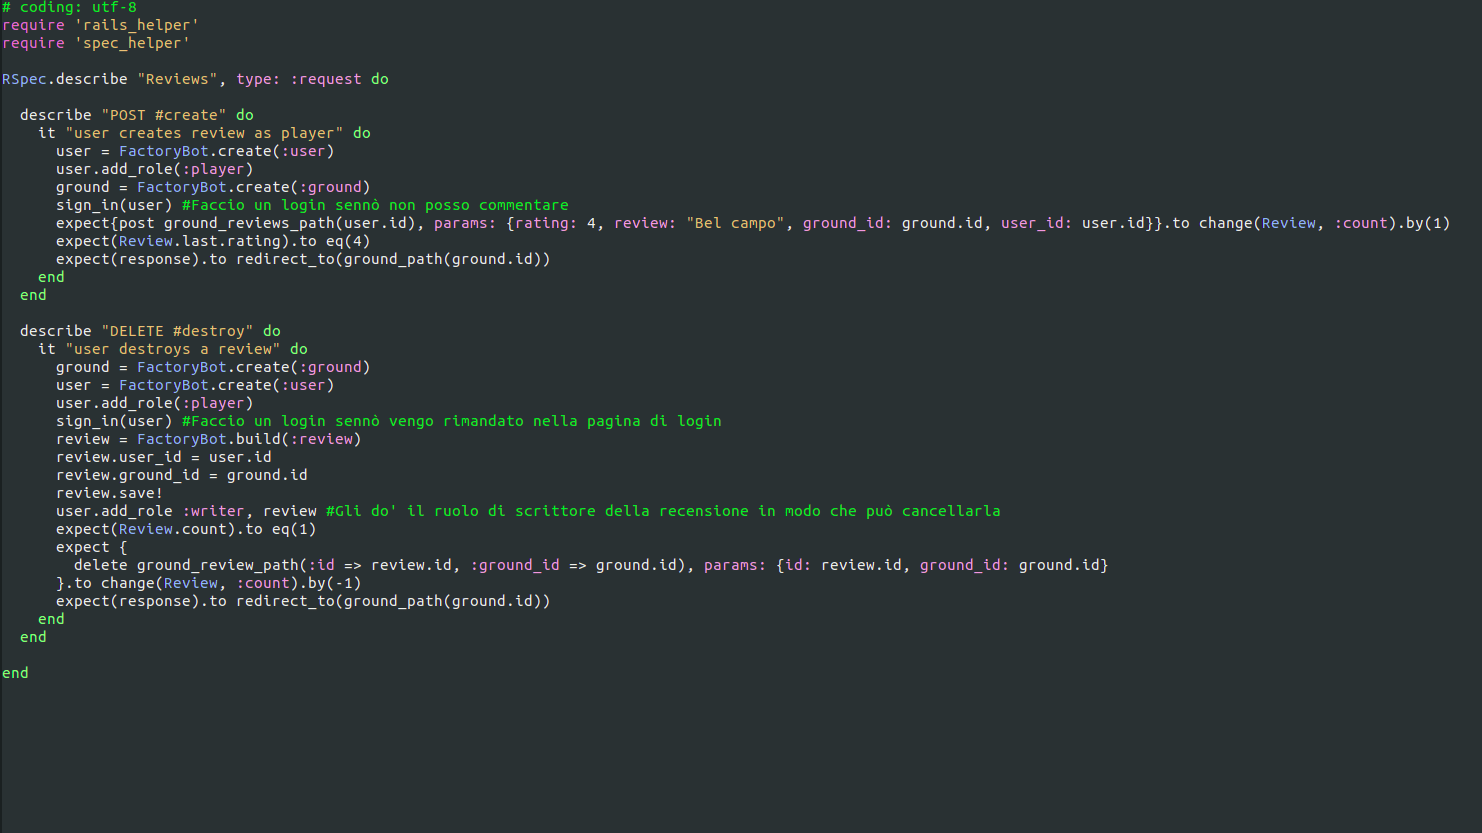 # coding: utf-8
require 'rails_helper'
require 'spec_helper'

RSpec.describe "Reviews", type: :request do

  describe "POST #create" do
    it "user creates review as player" do
      user = FactoryBot.create(:user)
      user.add_role(:player)
      ground = FactoryBot.create(:ground)
      sign_in(user) #Faccio un login sennò non posso commentare
      expect{post ground_reviews_path(user.id), params: {rating: 4, review: "Bel campo", ground_id: ground.id, user_id: user.id}}.to change(Review, :count).by(1)
      expect(Review.last.rating).to eq(4)
      expect(response).to redirect_to(ground_path(ground.id))
    end
  end

  describe "DELETE #destroy" do
    it "user destroys a review" do
      ground = FactoryBot.create(:ground)
      user = FactoryBot.create(:user)
      user.add_role(:player)
      sign_in(user) #Faccio un login sennò vengo rimandato nella pagina di login
      review = FactoryBot.build(:review)
      review.user_id = user.id
      review.ground_id = ground.id
      review.save!
      user.add_role :writer, review #Gli do' il ruolo di scrittore della recensione in modo che può cancellarla
      expect(Review.count).to eq(1)
      expect {
        delete ground_review_path(:id => review.id, :ground_id => ground.id), params: {id: review.id, ground_id: ground.id}
      }.to change(Review, :count).by(-1)
      expect(response).to redirect_to(ground_path(ground.id))
    end
  end

end